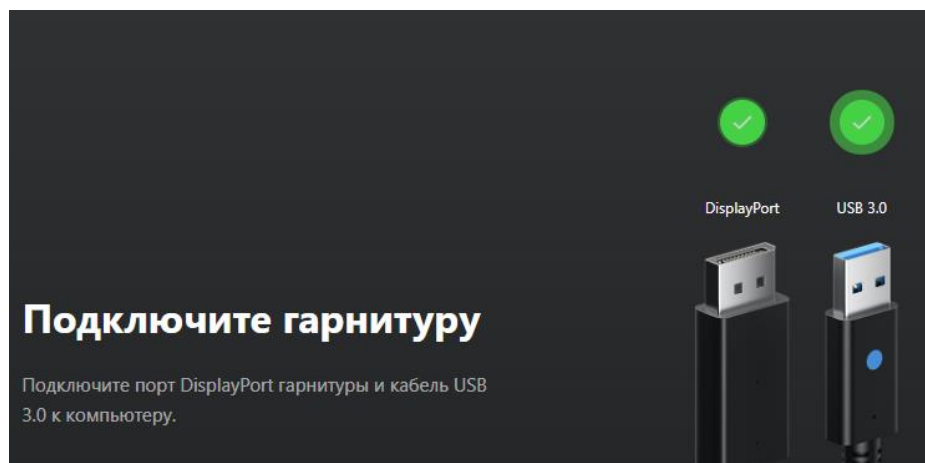 DisplayPort
USB 3.0
Подключите гарнитуру
Подключите порт DisplayPort гарнитуры и кабель USB
3.0 к компьютеру.